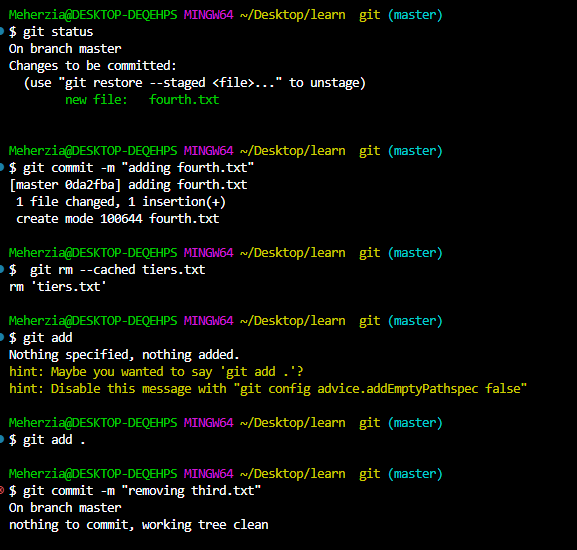 Meherzia@DESKTOP-DEQEHPS MINGW64 ~/Desktop/learn  git (master)
$ git status
On branch master
Changes to be committed:
  (use "git restore --staged <file>..." to unstage)
        new file:   fourth.txt
Meherzia@DESKTOP-DEQEHPS MINGW64 ~/Desktop/learn  git (master)
$ git commit -m "adding fourth.txt"
[master 0da2fba] adding fourth.txt
 1 file changed, 1 insertion(+)
 create mode 100644 fourth.txt
Meherzia@DESKTOP-DEQEHPS MINGW64 ~/Desktop/learn  git (master)
$  git rm --cached tiers.txt
rm 'tiers.txt'
Meherzia@DESKTOP-DEQEHPS MINGW64 ~/Desktop/learn  git (master)
$ git add
Nothing specified, nothing added.
hint: Maybe you wanted to say 'git add .'?
hint: Disable this message with "git config advice.addEmptyPathspec false"
Meherzia@DESKTOP-DEQEHPS MINGW64 ~/Desktop/learn  git (master)
$ git add .
Meherzia@DESKTOP-DEQEHPS MINGW64 ~/Desktop/learn  git (master)
$ git commit -m "removing third.txt"
On branch master
nothing to commit, working tree clean